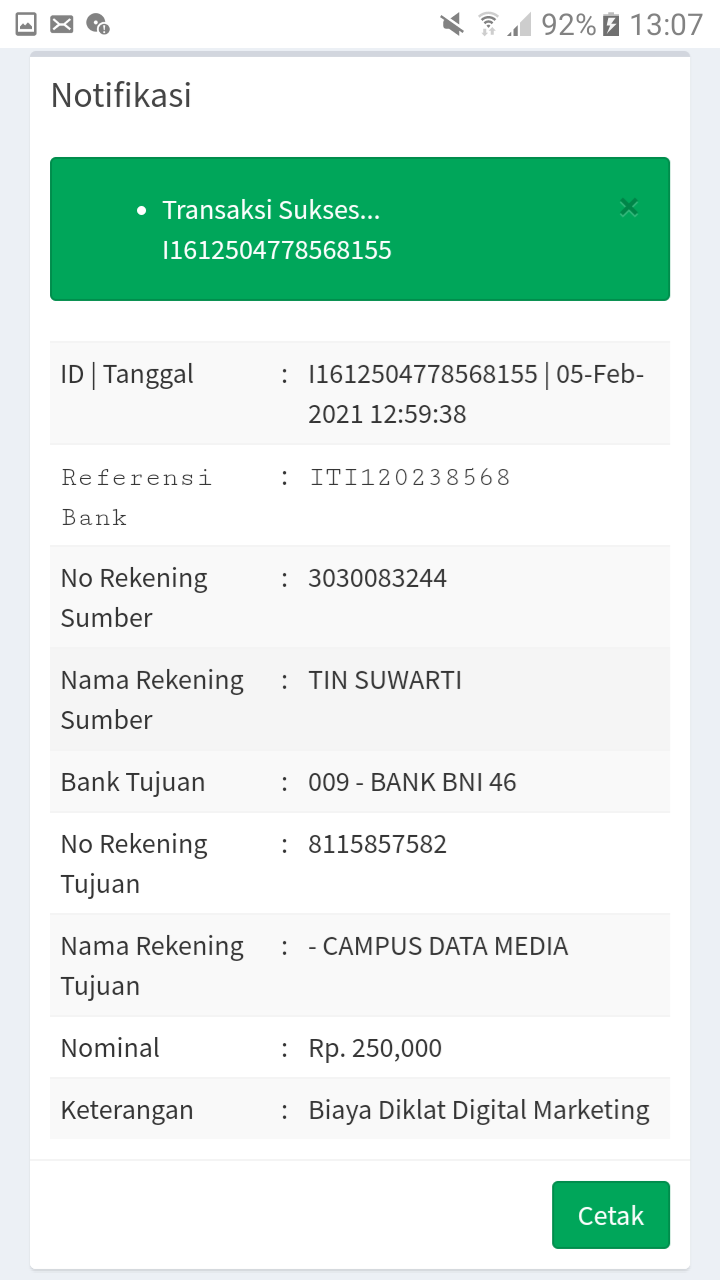 92% 13:07
Notifikasi
• Transaksi Sukses...
I1612504778568155
×
ID | Tanggal : I1612504778568155 | 05-Feb-
2021 12:59:38
Referensi : ITI120238568
Bank
No Rekening : 3030083244
Sumber
Nama Rekening : TIN SUWARTI
Sumber
Bank Tujuan : 009 - BANK BNI 46
No Rekening : 8115857582
Tujuan
Nama Rekening : - CAMPUS DATA MEDIA
Tujuan
Nominal : Rp. 250,000
Keterangan : Biaya Diklat Digital Marketing
Cetak